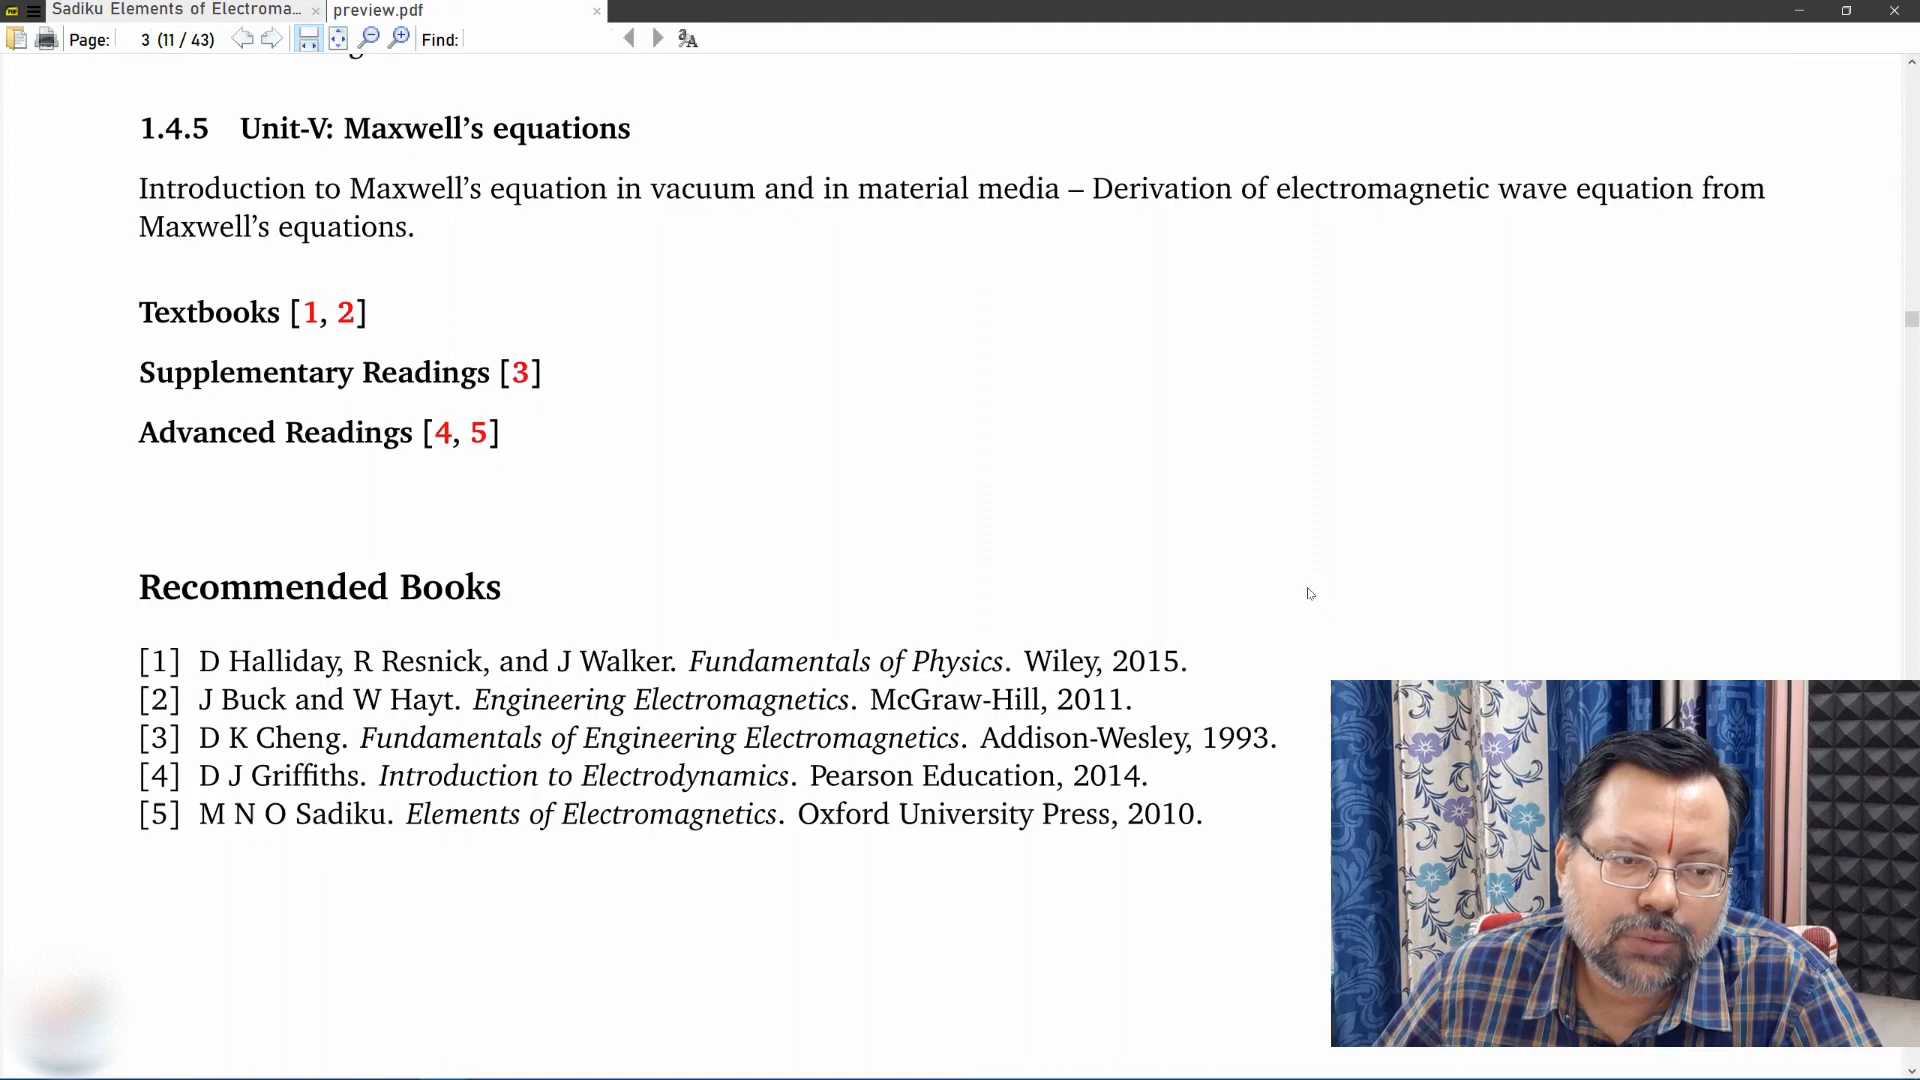 Sadiku Elements of Electroma...
preview.pdf
Page: 3 (11 / 43) Find:
1.4.5 Unit-V: Maxwell’s equations
Introduction to Maxwell’s equation in vacuum and in material media – Derivation of electromagnetic wave equation from
Maxwell’s equations.
Textbooks [1, 2]
Supplementary Readings [3]
Advanced Readings [4, 5]
Recommended Books
[1] D Halliday, R Resnick, and J Walker. Fundamentals of Physics. Wiley, 2015.
[2] J Buck and W Hayt. Engineering Electromagnetics. McGraw-Hill, 2011.
[3] D K Cheng. Fundamentals of Engineering Electromagnetics. Addison-Wesley, 1993.
[4] D J Griffiths. Introduction to Electrodynamics. Pearson Education, 2014.
[5] M N O Sadiku. Elements of Electromagnetics. Oxford University Press, 2010.